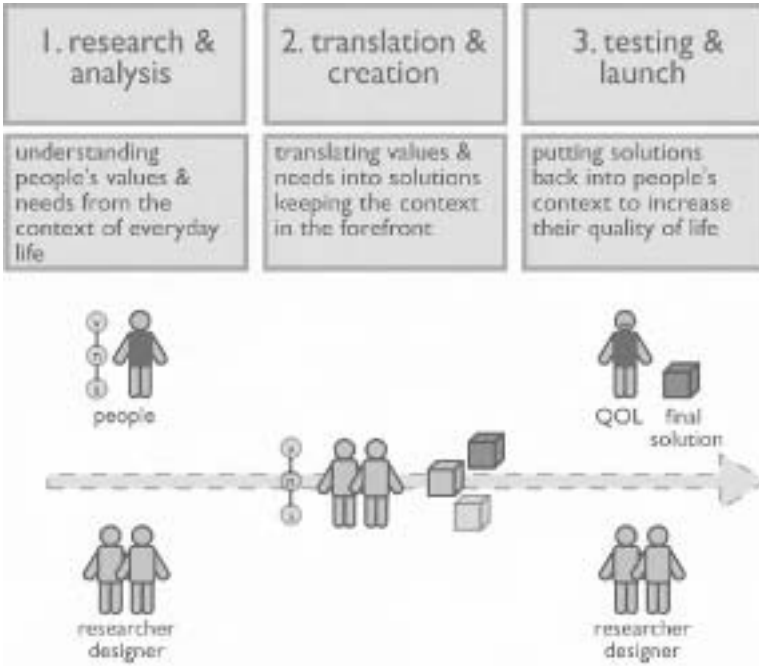 1. research &
analysis
2. translation &
creation
3. testing &
launch
understanding
people's values &
needs from the
context of everyday
life
translating values &
needs into solutions
keeping the context
in the forefront
putting solutions
back into people's
context to increase
their quality of life
v
n
people
QOL
final
solution
n
researcher
designer
researcher
designer